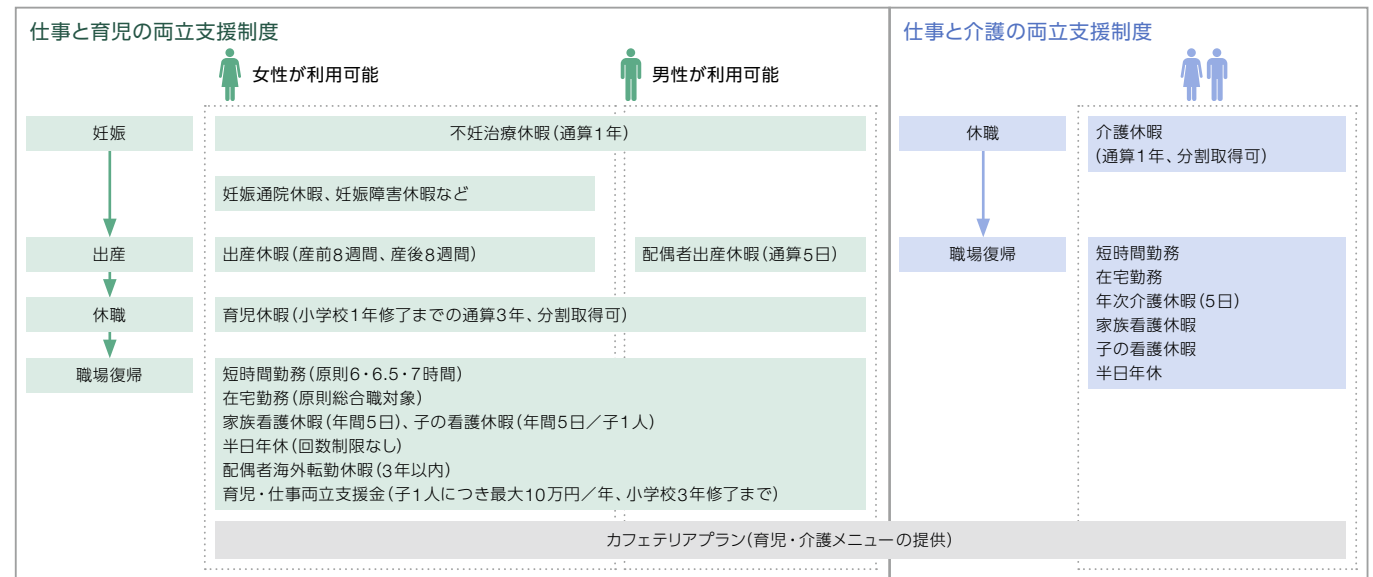 仕事と育児の両立支援制度
女性が利用可能
男性が利用可能
妊娠
不妊治療休暇(通算1年)
妊娠通院休暇、妊娠障害休暇など
出産
出産休暇(産前8週間、産後8週間)
配偶者出産休暇(通算5日)
休職
育児休暇(小学校1年修了までの通算3年、分割取得可)
職場復帰
短時間勤務(原則6・6.5・7時間)
在宅勤務(原則総合職対象)
家族看護休暇(年間5日)、子の看護休暇(年間5日／子1人)
半日年休(回数制限なし)
配偶者海外転勤休暇(3年以内)
育児・仕事両立支援金(子1人につき最大10万円／年、小学校3年修了まで)
仕事と介護の両立支援制度
休職
介護休暇
(通算1年、分割取得可)
職場復帰
短時間勤務
在宅勤務
年次介護休暇(5日)
家族看護休暇
子の看護休暇
半日年休
カフェテリアプラン(育児・介護メニューの提供)